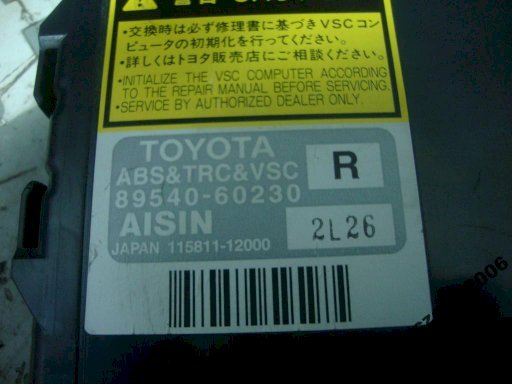 ・交換時は必ず修理書に基づきVSCコン
ピュータの初期化を行ってください。
・詳しくはトヨタ販売店にご相談ください。
・INITIALIZE THE VSC COMPUTER ACCORDING
TO THE REPAIR MANUAL BEFORE SERVICING.
・SERVICE BY AUTHORIZED DEALER ONLY.
TOYOTA
ABS&TRC&VSC
R
89540-60230
AISIN
2L26
JAPAN 115811-12000